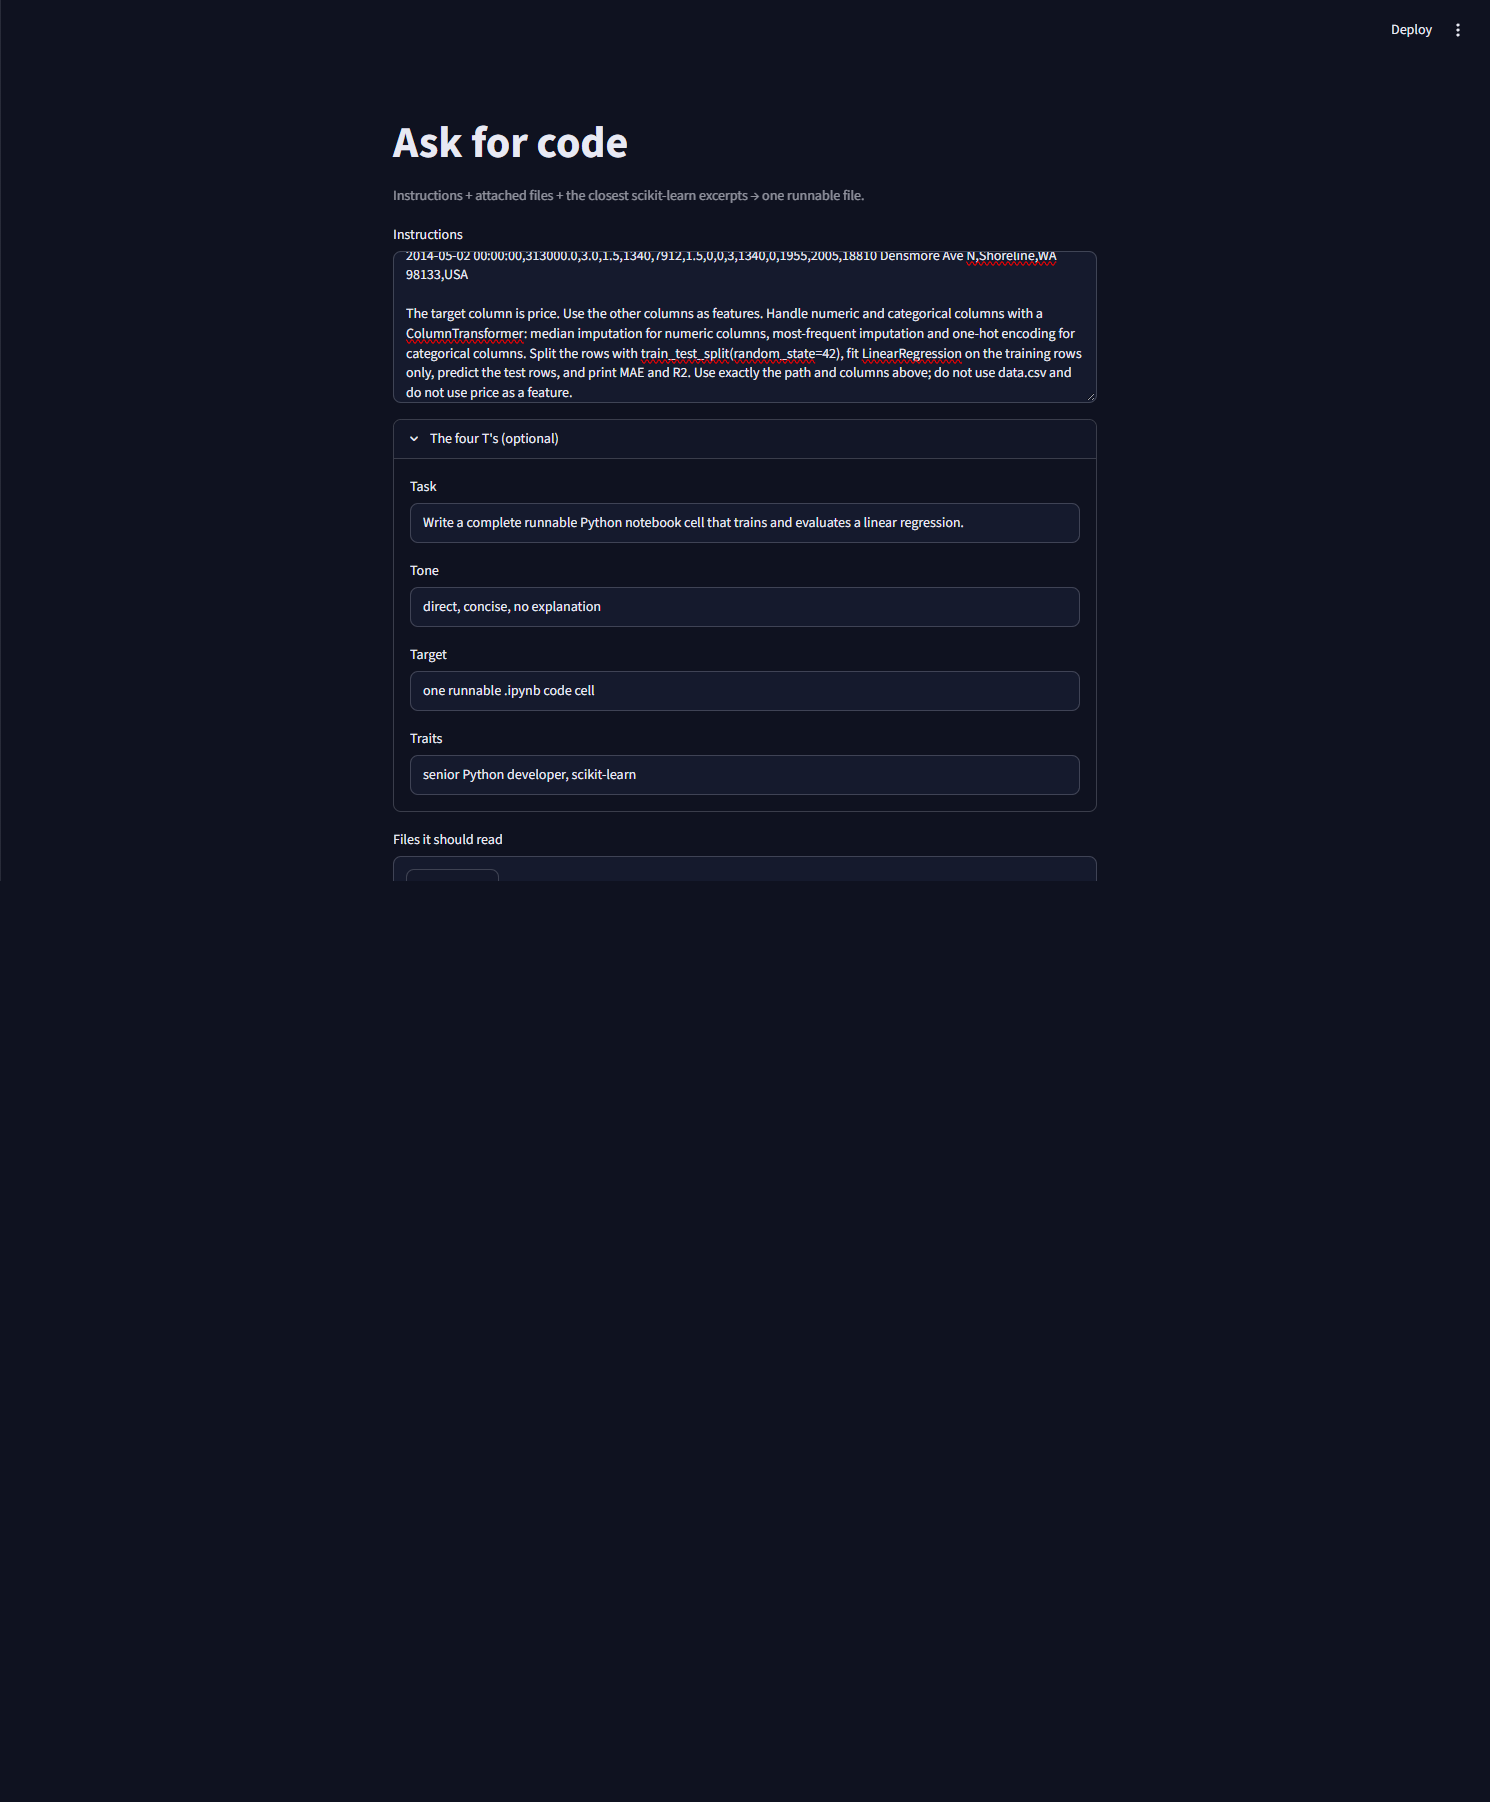 Deploy
Ask for code
Instructions + attached files + the closest scikit-learn excerpts → one runnable file.
Instructions
2014-05-02 00:00:00,313000.0,3.0,1.5,1340,7912,1.5,0,0,3,1340,0,1955,2005,18810 Densmore Ave N,Shoreline,WA
98133,USA
The target column is price. Use the other columns as features. Handle numeric and categorical columns with a
ColumnTransformer: median imputation for numeric columns, most-frequent imputation and one-hot encoding for
categorical columns. Split the rows with train_test_split(random_state=42), fit LinearRegression on the training rows
only, predict the test rows, and print MAE and R2. Use exactly the path and columns above; do not use data.csv and
do not use price as a feature.
The four T's (optional)
Task
Write a complete runnable Python notebook cell that trains and evaluates a linear regression.
Tone
direct, concise, no explanation
Target
one runnable .ipynb code cell
Traits
senior Python developer, scikit-learn
Files it should read